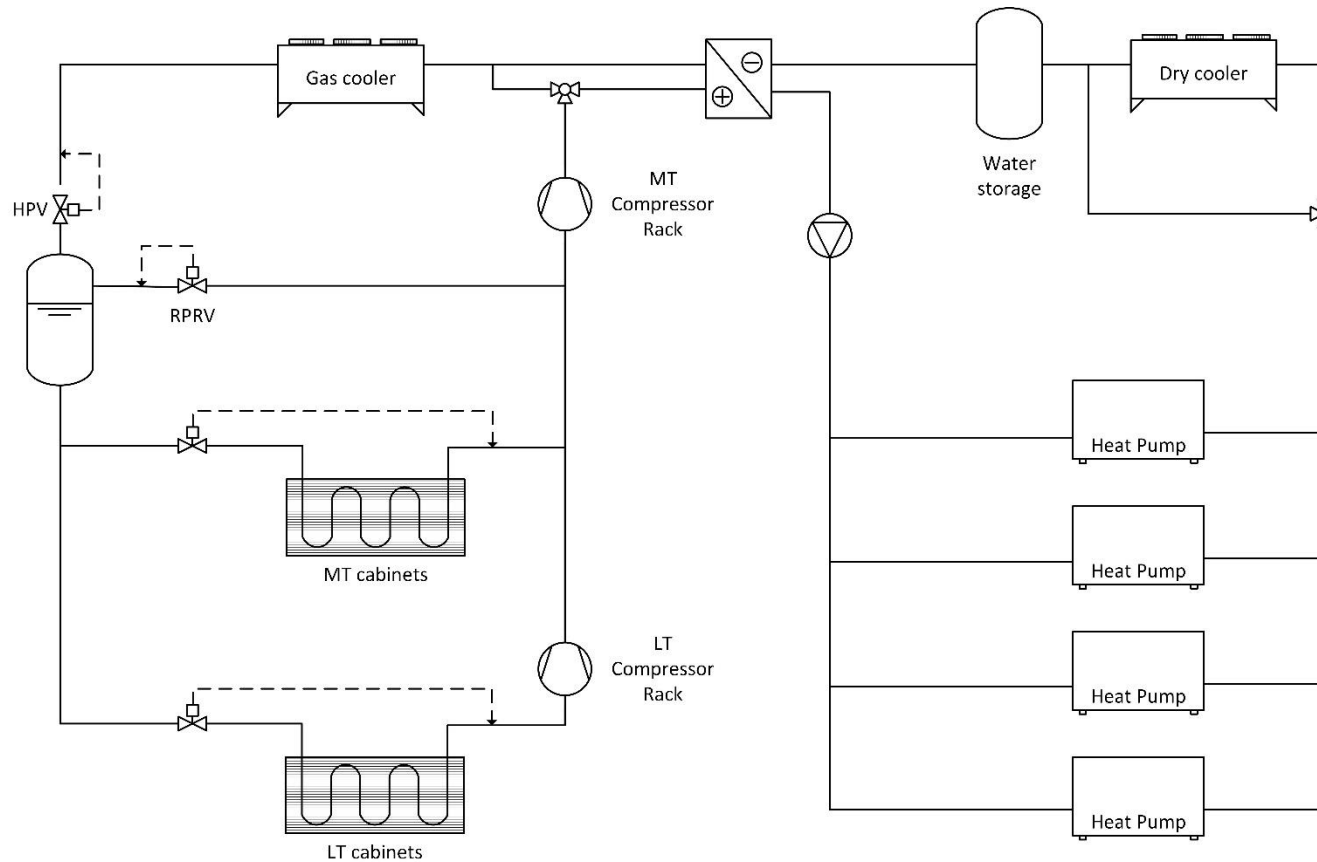 Gas cooler
Dry cooler
Water
storage
MT
Compressor
Rack
HPV
RPRV
Heat Pump
MT cabinets
Heat Pump
LT
Compressor
Rack
Heat Pump
Heat Pump
LT cabinets